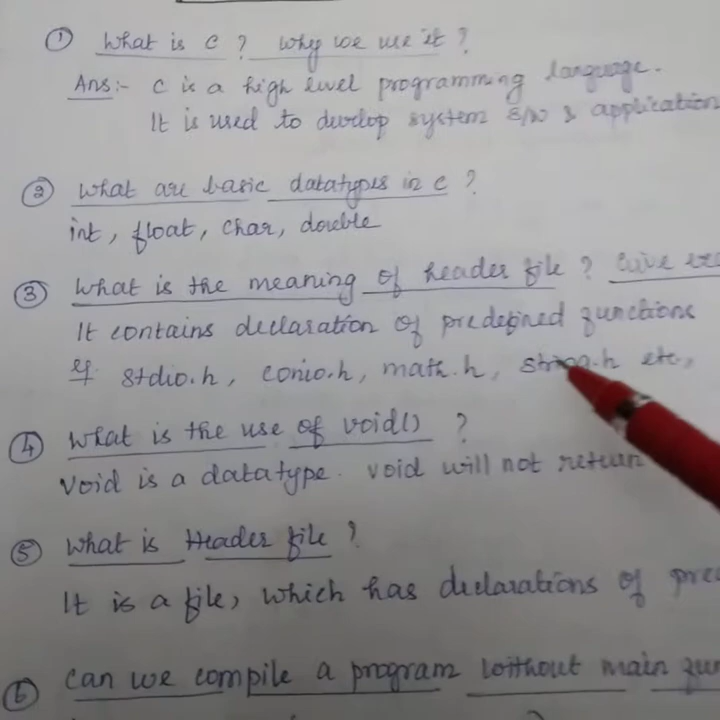 ① What is C ? Why we use it ?
Ans:- C is a high level programming language.
It is used to develop system S/W & application
② What are basic datatypes in C ?
int, float, char, double
③ What is the meaning of header file ? Give
It contains declaration of predefined functions
eg. stdio.h, conio.h, math.h, string.h etc,
④ What is the use of void() ?
Void is a datatype. void will not return
⑤ What is Header file ?
It is a file, which has declarations of
⑥ Can we compile a program without main